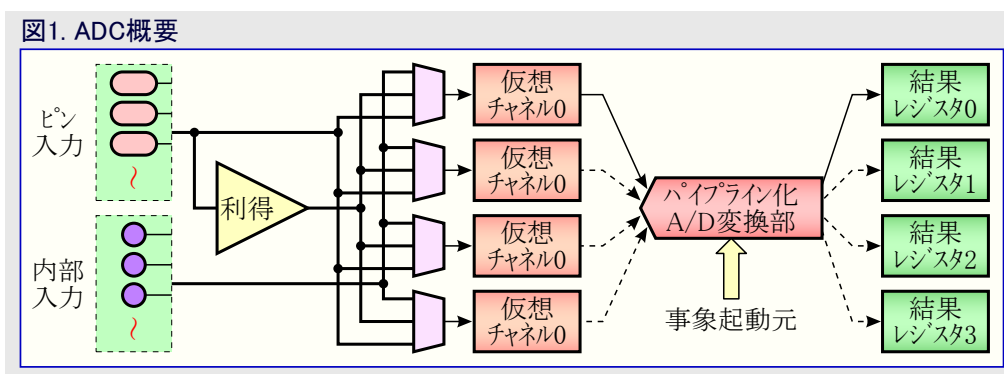 図1. ADC概要
ピン
入力
内部
入力
利得
仮想
チャネル0
仮想
チャネル0
仮想
チャネル0
仮想
チャネル0
パイプライン化
A/D変換部
事象起動元
結果
レジスタ0
結果
レジスタ1
結果
レジスタ2
結果
レジスタ3